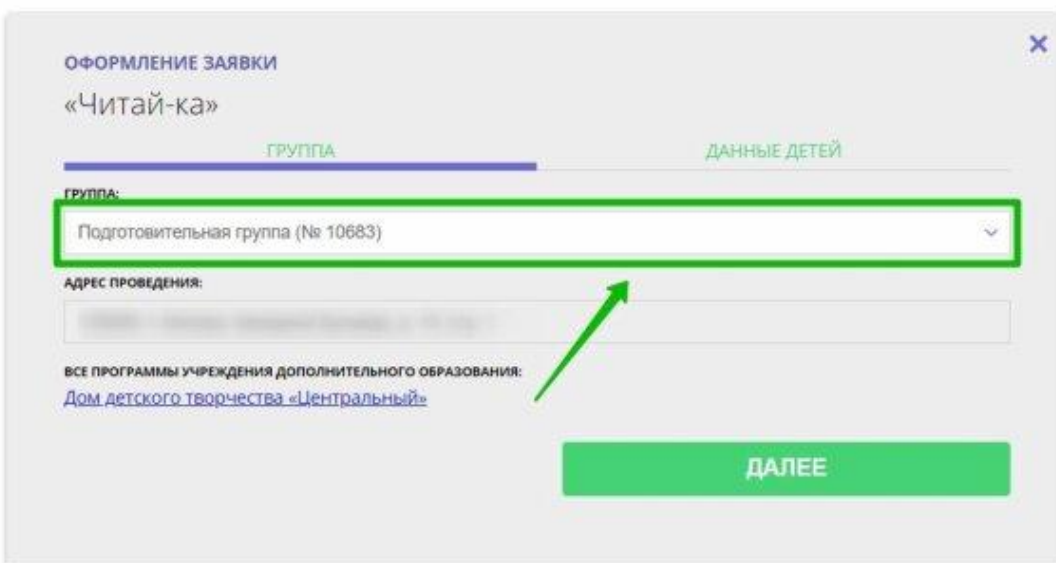 ОФОРМЛЕНИЕ ЗАЯВКИ
«Читай-ка»
ГРУППА
ДАННЫЕ ДЕТЕЙ
ГРУППА:
Подготовительная группа (№ 10683)
АДРЕС ПРОВЕДЕНИЯ:
ВСЕ ПРОГРАММЫ УЧРЕЖДЕНИЯ ДОПОЛНИТЕЛЬНОГО ОБРАЗОВАНИЯ:
Дом детского творчества «Центральный»
ДАЛЕЕ